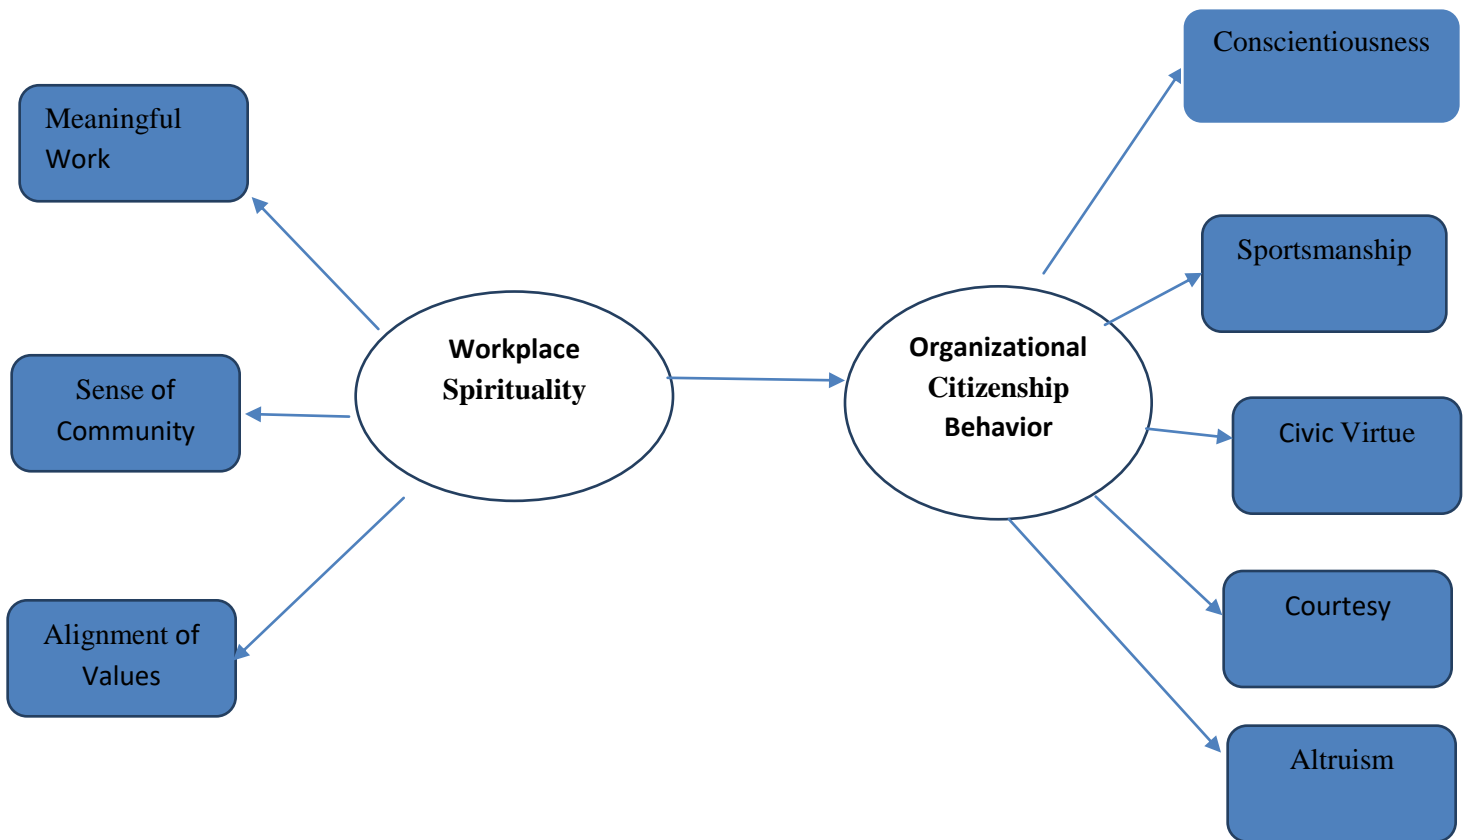 Meaningful
Work
Sense of
Community
Alignment of
Values
Workplace
Spirituality
Organizational
Citizenship
Behavior
Conscientiousness
Sportsmanship
Civic Virtue
Courtesy
Altruism